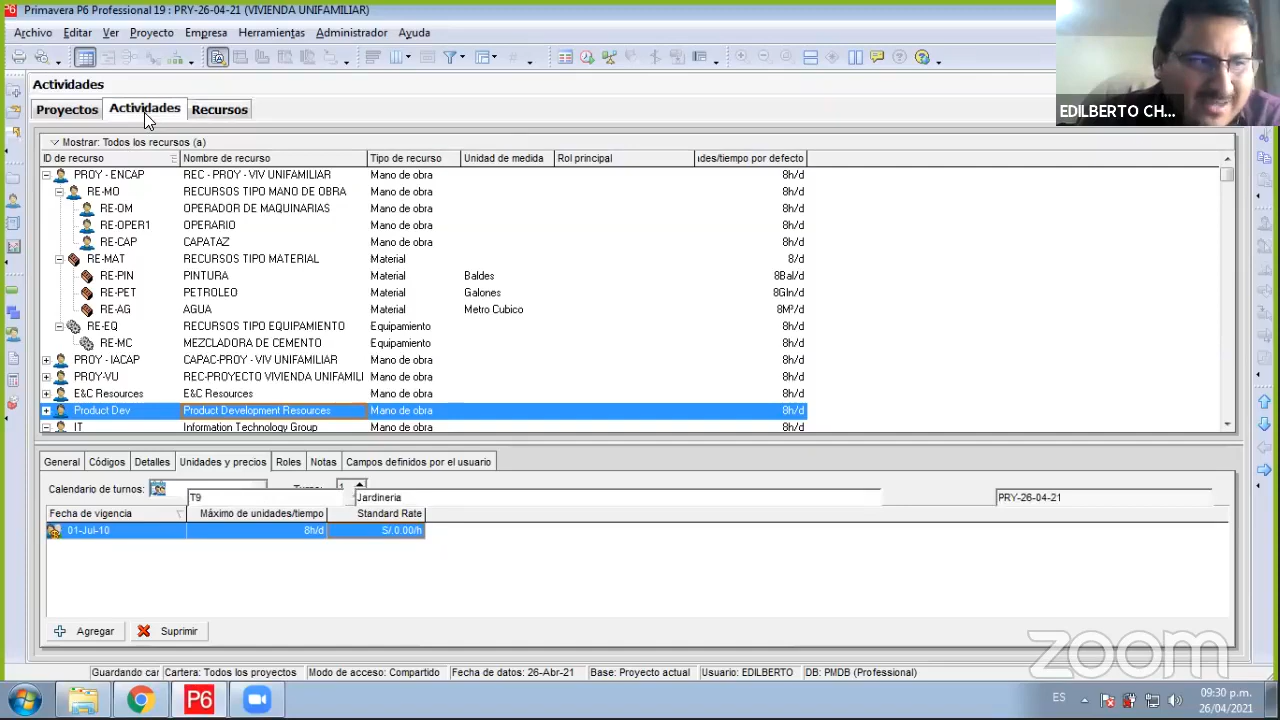 Primavera P6 Professional 19 : PRY-26-04-21 (VIVIENDA UNIFAMILIAR)
Archivo Editar Ver Proyecto Empresa Herramientas Administrador Ayuda
Actividades
EDILBERTO CH...
Proyectos Actividades Recursos
Mostrar: Todos los recursos (a)
ID de recurso Nombre de recurso Tipo de recurso Unidad de medida Rol principal ides/tiempo por defecto
PROY - ENCAP REC - PROY - VIV UNIFAMILIAR Mano de obra 8h/d
RE-MO RECURSOS TIPO MANO DE OBRA Mano de obra 8h/d
RE-OM OPERADOR DE MAQUINARIAS Mano de obra 8h/d
RE-OPER1 OPERARIO Mano de obra 8h/d
RE-CAP CAPATAZ Mano de obra 8h/d
RE-MAT RECURSOS TIPO MATERIAL Material 8/d
RE-PIN PINTURA Material Baldes 8Bal/d
RE-PET PETROLEO Material Galones 8Gln/d
RE-AG AGUA Material Metro Cubico 8M³/d
RE-EQ RECURSOS TIPO EQUIPAMIENTO Equipamiento 8h/d
RE-MC MEZCLADORA DE CEMENTO Equipamiento 8h/d
PROY - IACAP CAPAC-PROY - VIV UNIFAMILIAR Mano de obra 8h/d
PROY-VU REC-PROYECTO VIVIENDA UNIFAMILI Mano de obra 8h/d
E&C Resources E&C Resources Mano de obra 8h/d
Product Dev Product Development Resources Mano de obra 8h/d
IT Information Technology Group Mano de obra 8h/d
General Códigos Detalles Unidades y precios Roles Notas Campos definidos por el usuario
Calendario de turnos: Turno: 1
T9 Jardineria PRY-26-04-21
Fecha de vigencia Máximo de unidades/tiempo Standard Rate
01-Jul-10 8h/d S/.0.00/h
Agregar Suprimir
zoom
Guardando car Cartera: Todos los proyectos Modo de acceso: Compartido Fecha de datos: 26-Abr-21 Base: Proyecto actual Usuario: EDILBERTO DB: PMDB (Professional)
P6 ES 09:30 p.m.
26/04/2021